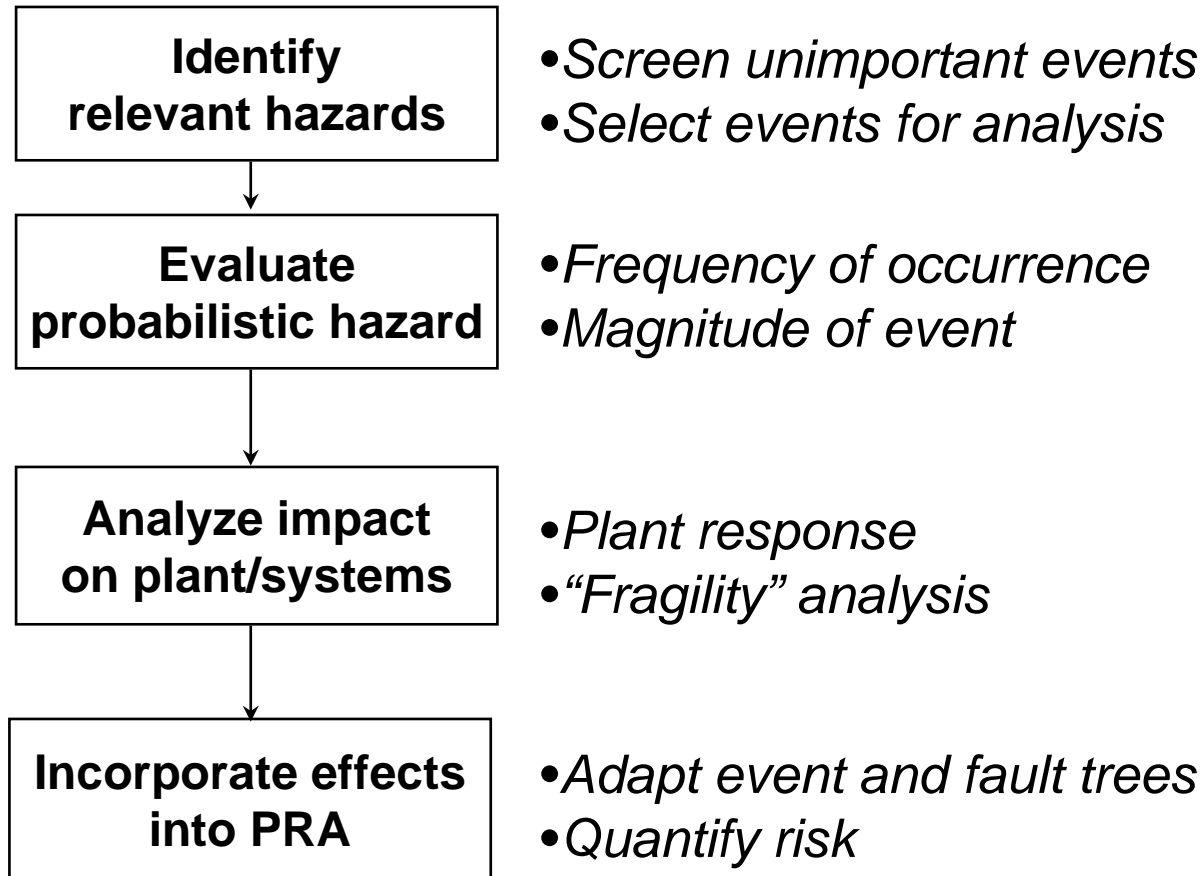 Identify
relevant hazards
•Screen unimportant events
•Select events for analysis
Evaluate
probabilistic hazard
•Frequency of occurrence
•Magnitude of event
Analyze impact
on plant/systems
•Plant response
•“Fragility” analysis
Incorporate effects
into PRA
•Adapt event and fault trees
•Quantify risk